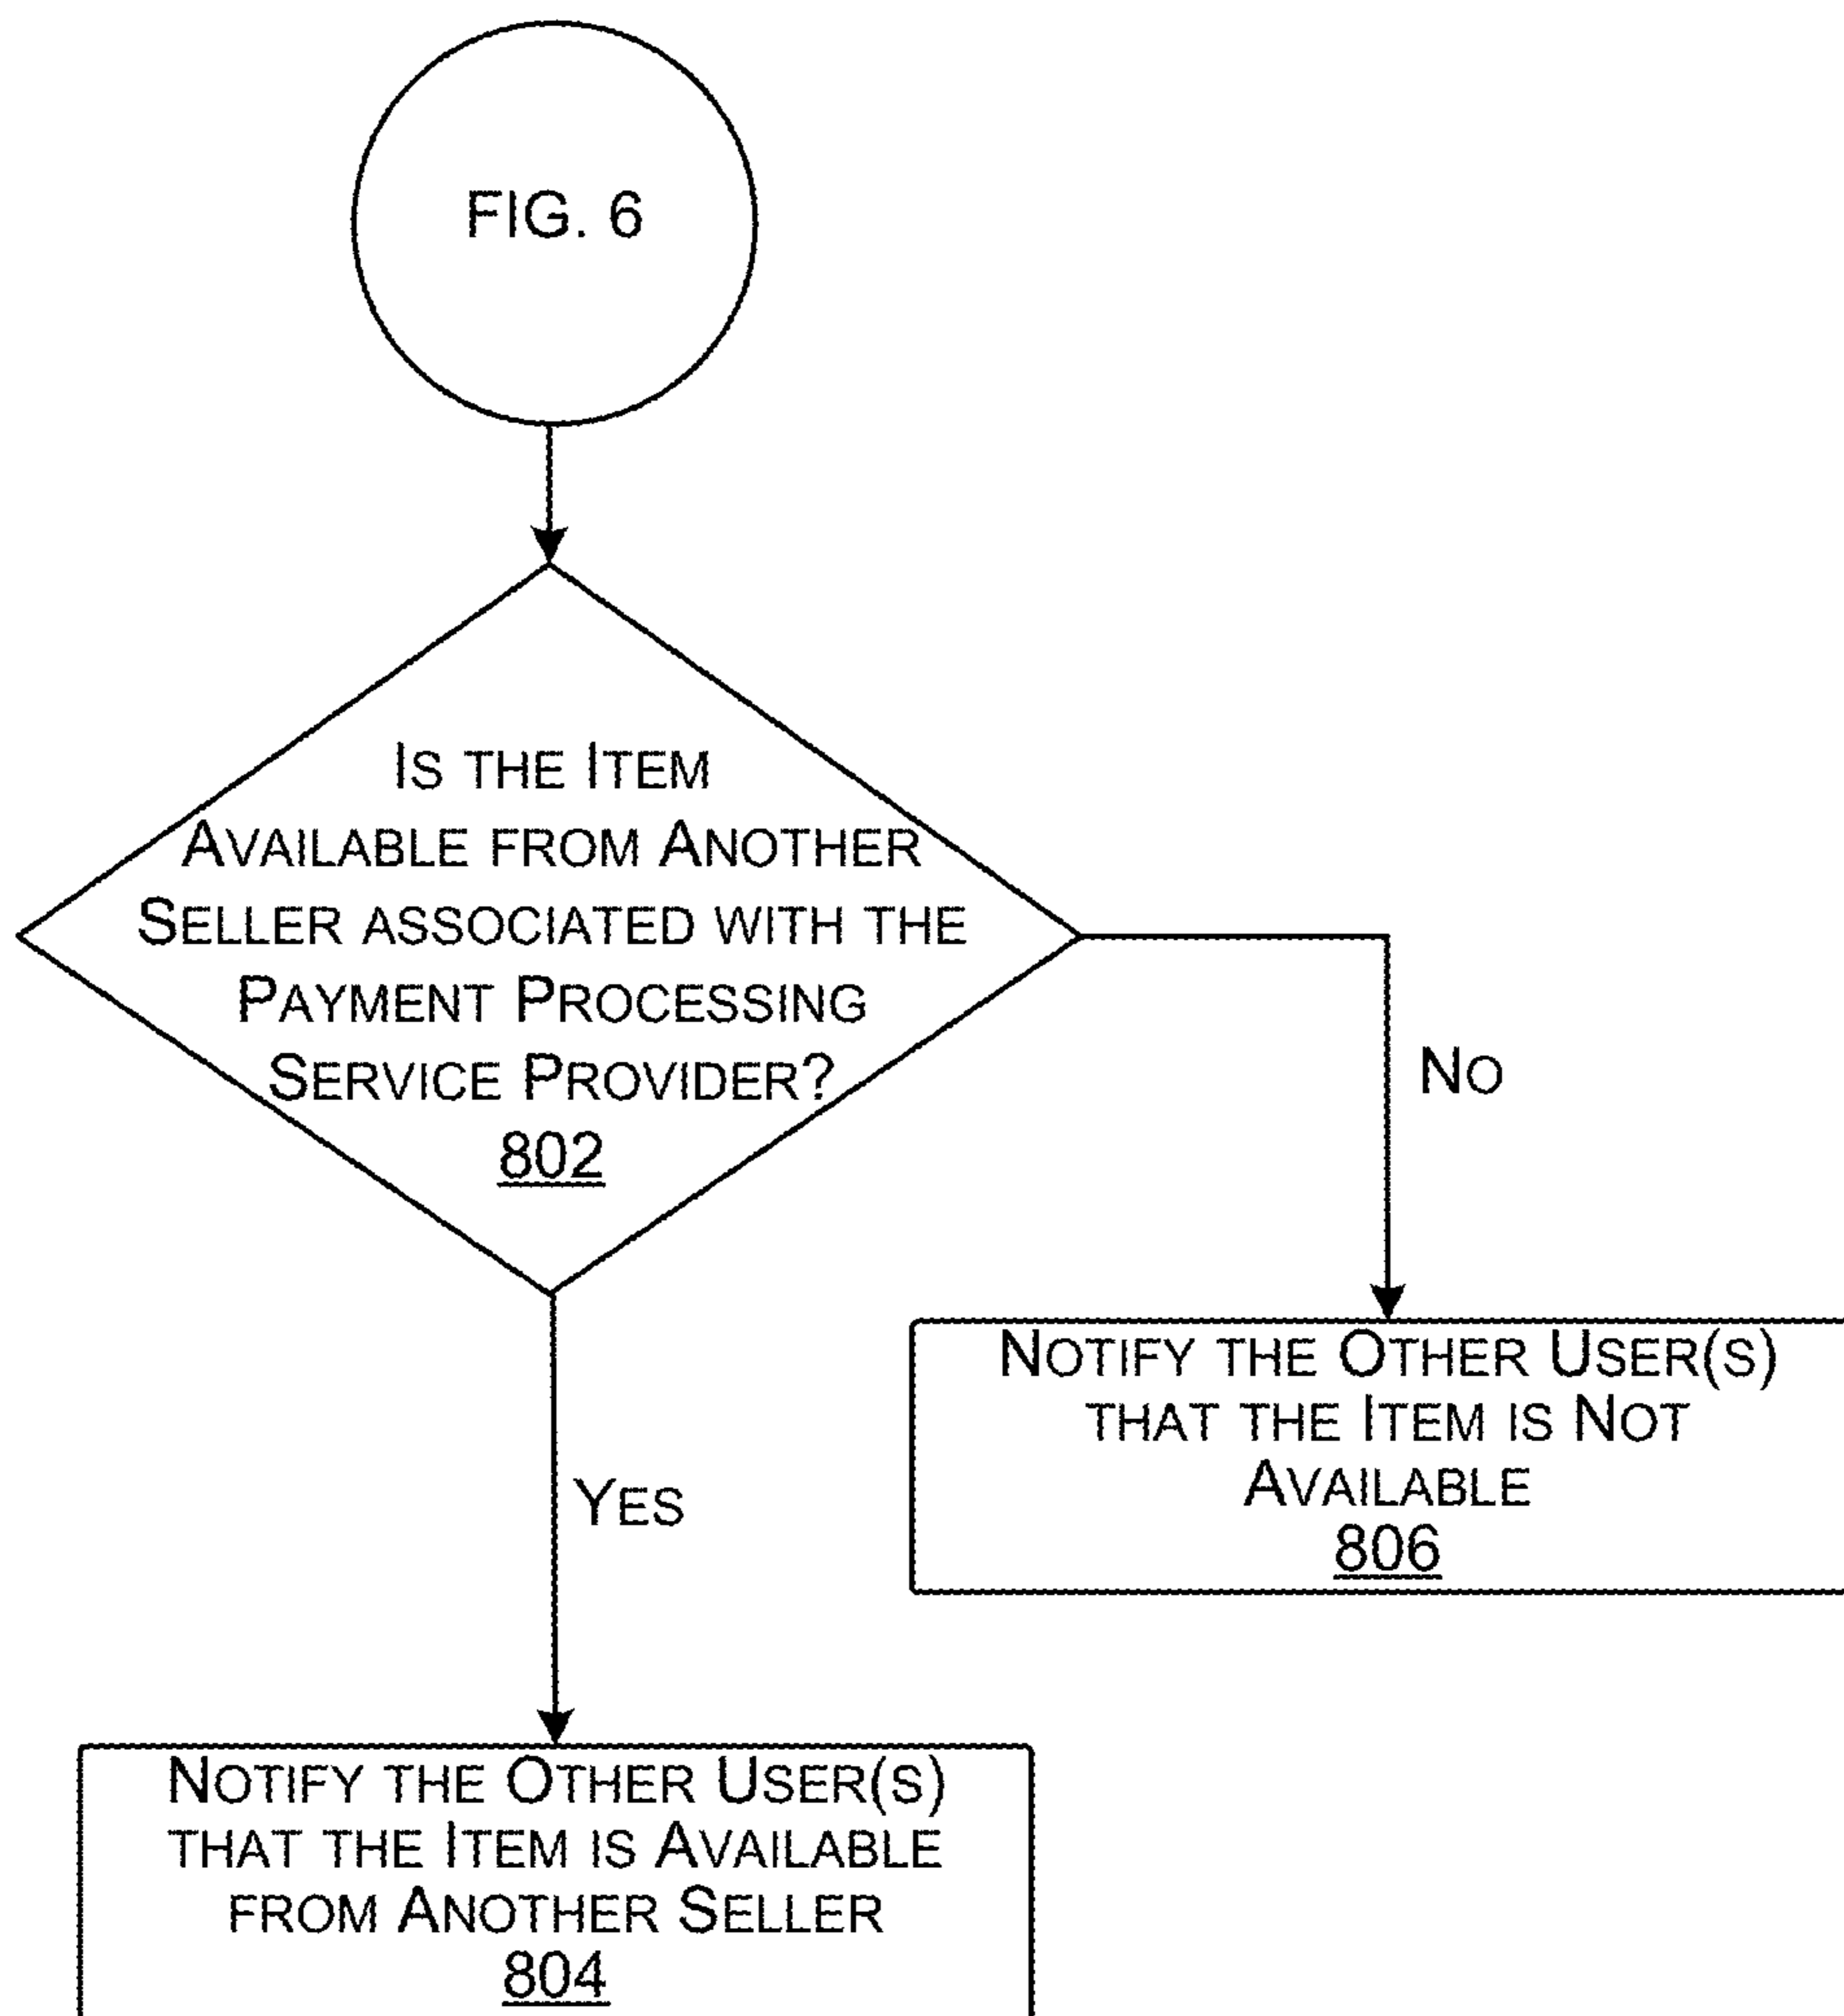 FIG. 6
IS THE ITEM
AVAILABLE FROM ANOTHER
SELLER ASSOCIATED WITH THE
PAYMENT PROCESSING
SERVICE PROVIDER?
802
NO
NOTIFY THE OTHER USER(S)
THAT THE ITEM IS NOT
AVAILABLE
806
YES
NOTIFY THE OTHER USER(S)
THAT THE ITEM IS AVAILABLE
FROM ANOTHER SELLER
804